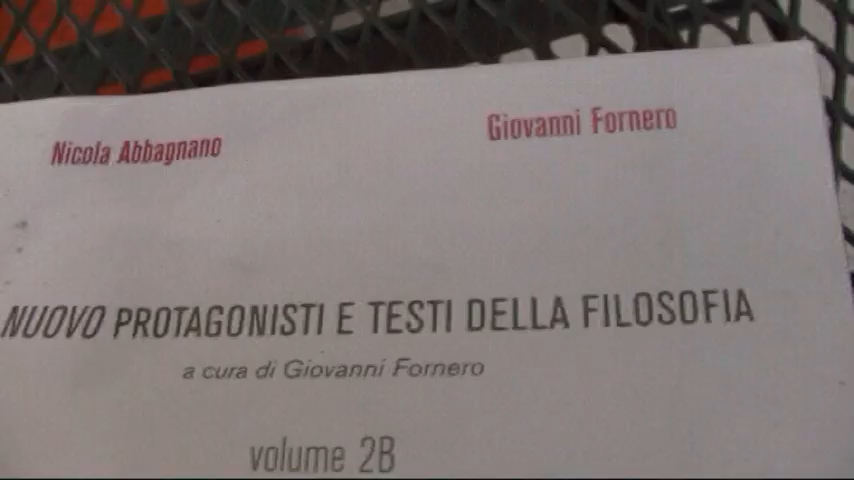 Nicola Abbagnano Giovanni Fornero
NUOVO PROTAGONISTI E TESTI DELLA FILOSOFIA
a cura di Giovanni Fornero
volume 2B